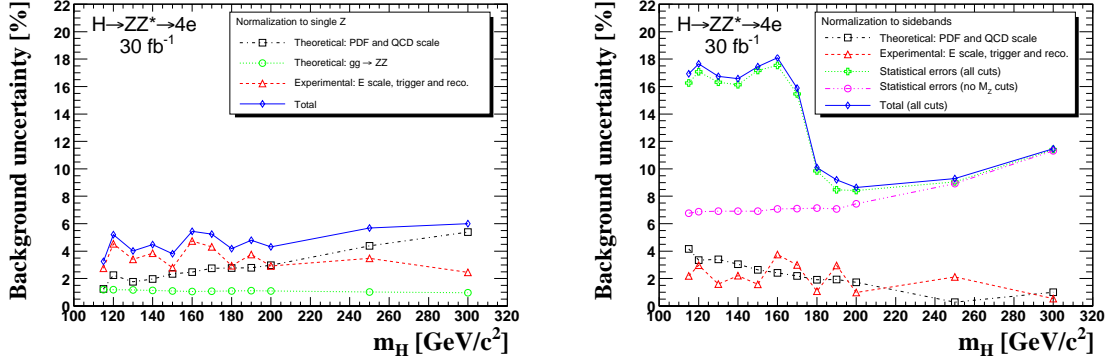 H→ZZ*→4e
30 fb-1
Normalization to single Z
Theoretical: PDF and QCD scale
Theoretical: gg → ZZ
Experimental: E scale, trigger and reco.
Total
Background uncertainty [%]
22
20
18
16
14
12
10
8
6
4
2
0
100 120 140 160 180 200 220 240 260 280 300 320
mH [GeV/c2]
H→ZZ*→4e
30 fb-1
Normalization to sidebands
Theoretical: PDF and QCD scale
Experimental: E scale, trigger and reco.
Statistical errors (all cuts)
Statistical errors (no M2 cuts)
Total (all cuts)
Background uncertainty [%]
22
20
18
16
14
12
10
8
6
4
2
0
100 120 140 160 180 200 220 240 260 280 300 320
mH [GeV/c2]